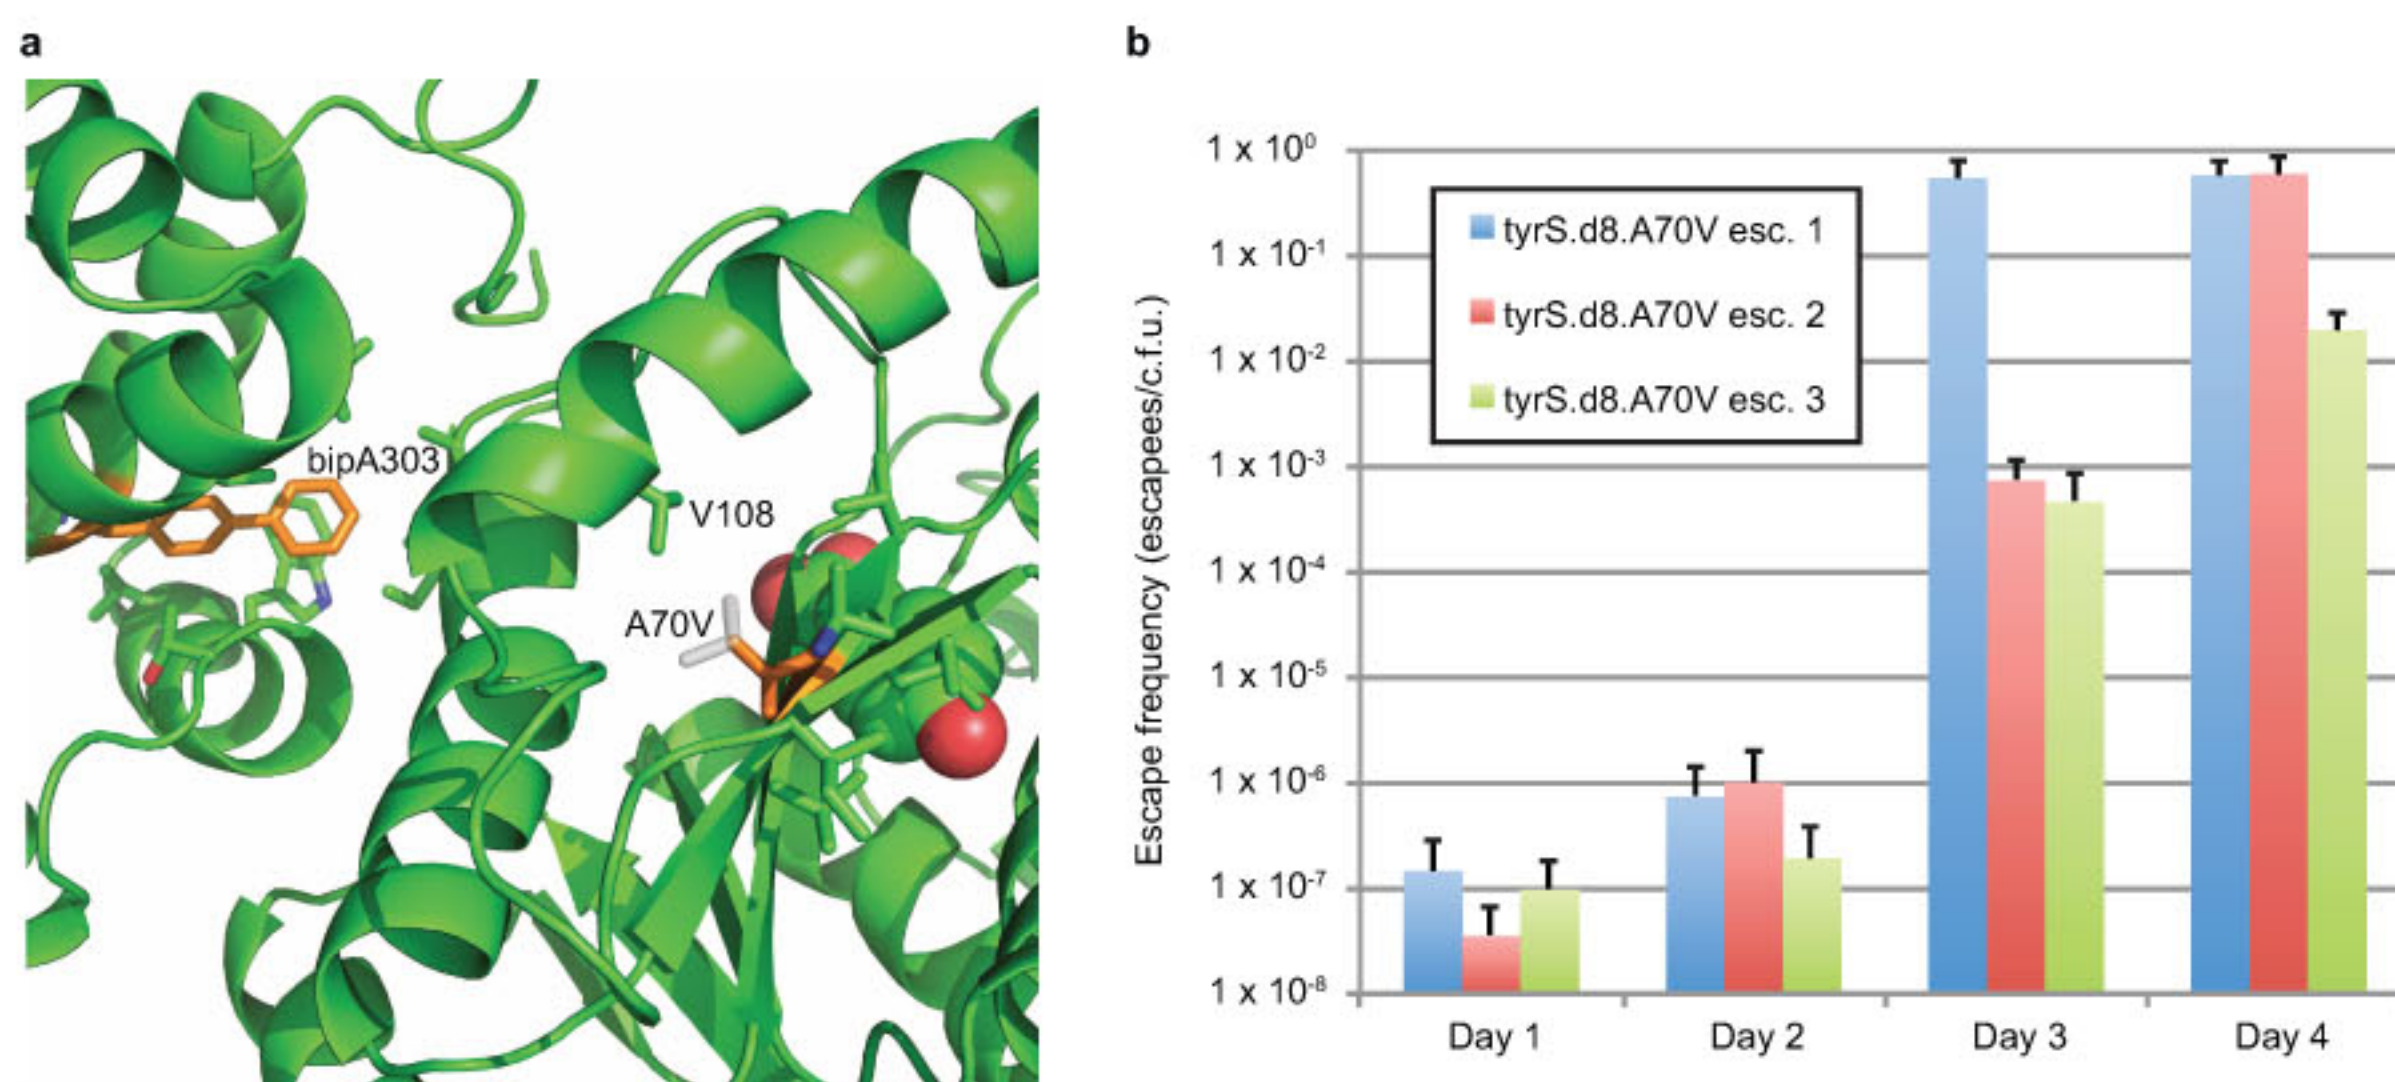 a
bipA303
V108
A70V
b
Escape frequency (escapees/c.f.u.)
1 x 10⁰
1 x 10⁻¹
1 x 10⁻²
1 x 10⁻³
1 x 10⁻⁴
1 x 10⁻⁵
1 x 10⁻⁶
1 x 10⁻⁷
1 x 10⁻⁸
tyrS.d8.A70V esc. 1
tyrS.d8.A70V esc. 2
tyrS.d8.A70V esc. 3
Day 1 Day 2 Day 3 Day 4